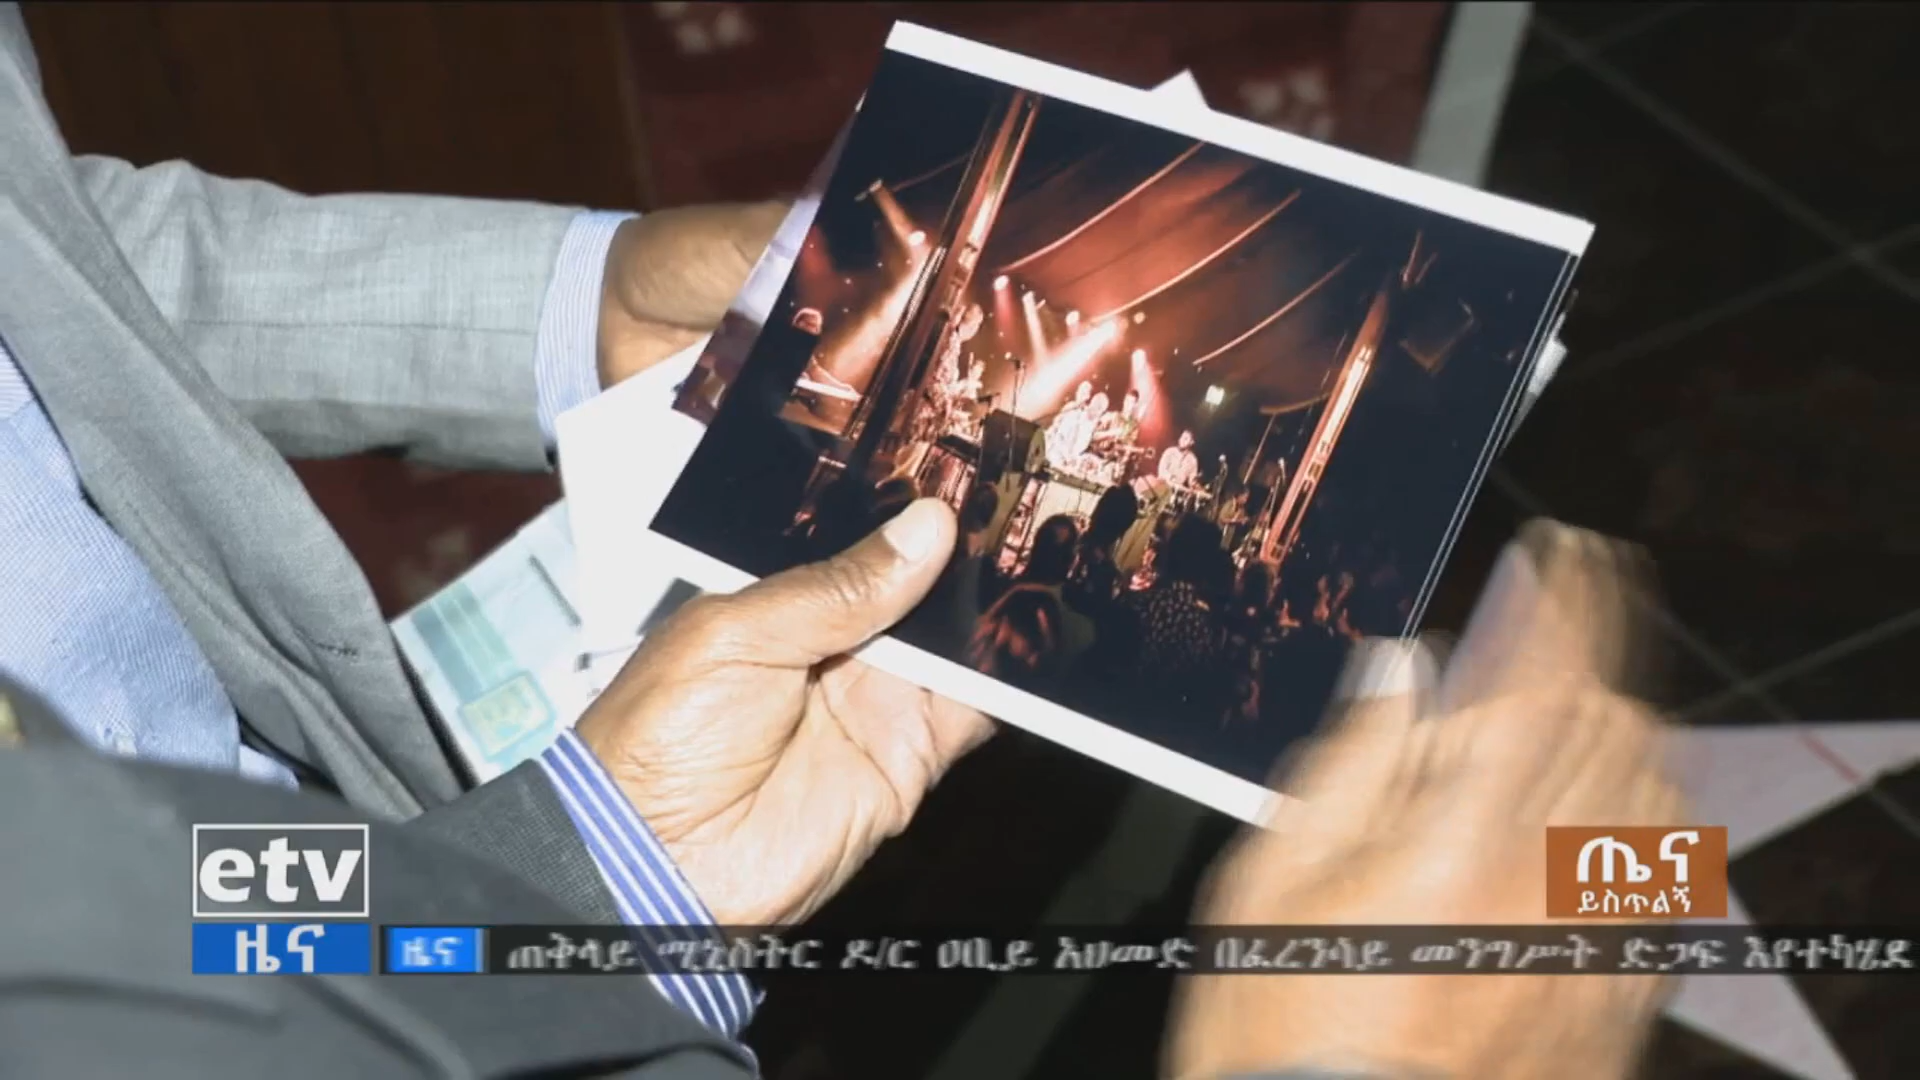 etv
ዜና
ጤና
ይስጥልኝ
ዜና ጠቅላይ ሚኒስትር ዶ/ር ዐቢይ አህመድ በፈረንሳይ መንግሥት ድጋፍ እየተካሄደ